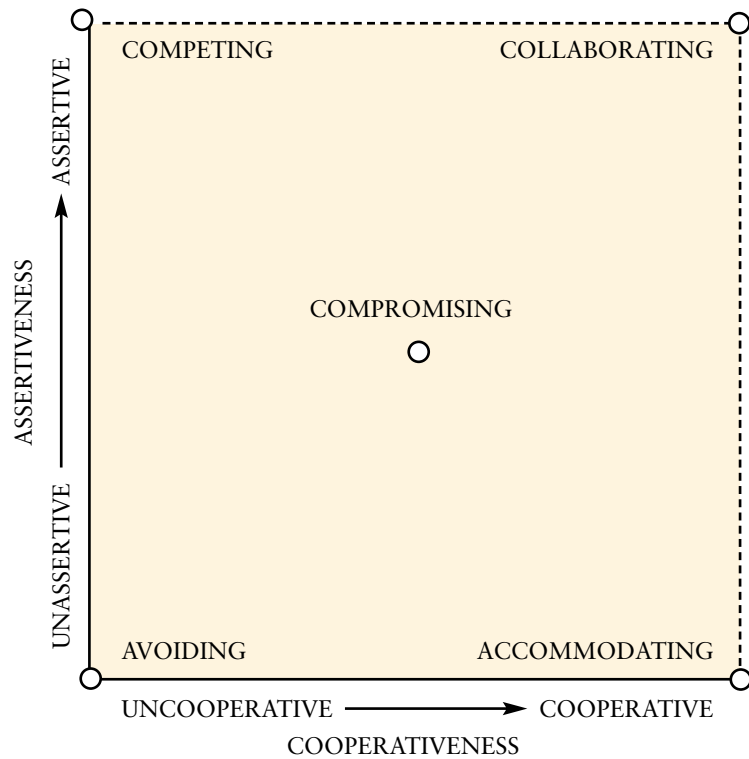 COMPETING
COLLABORATING
COMPROMISING
AVOIDING
ACCOMMODATING
ASSERTIVE
ASSERTIVENESS
UNASSERTIVE
UNCOOPERATIVE
COOPERATIVE
COOPERATIVENESS